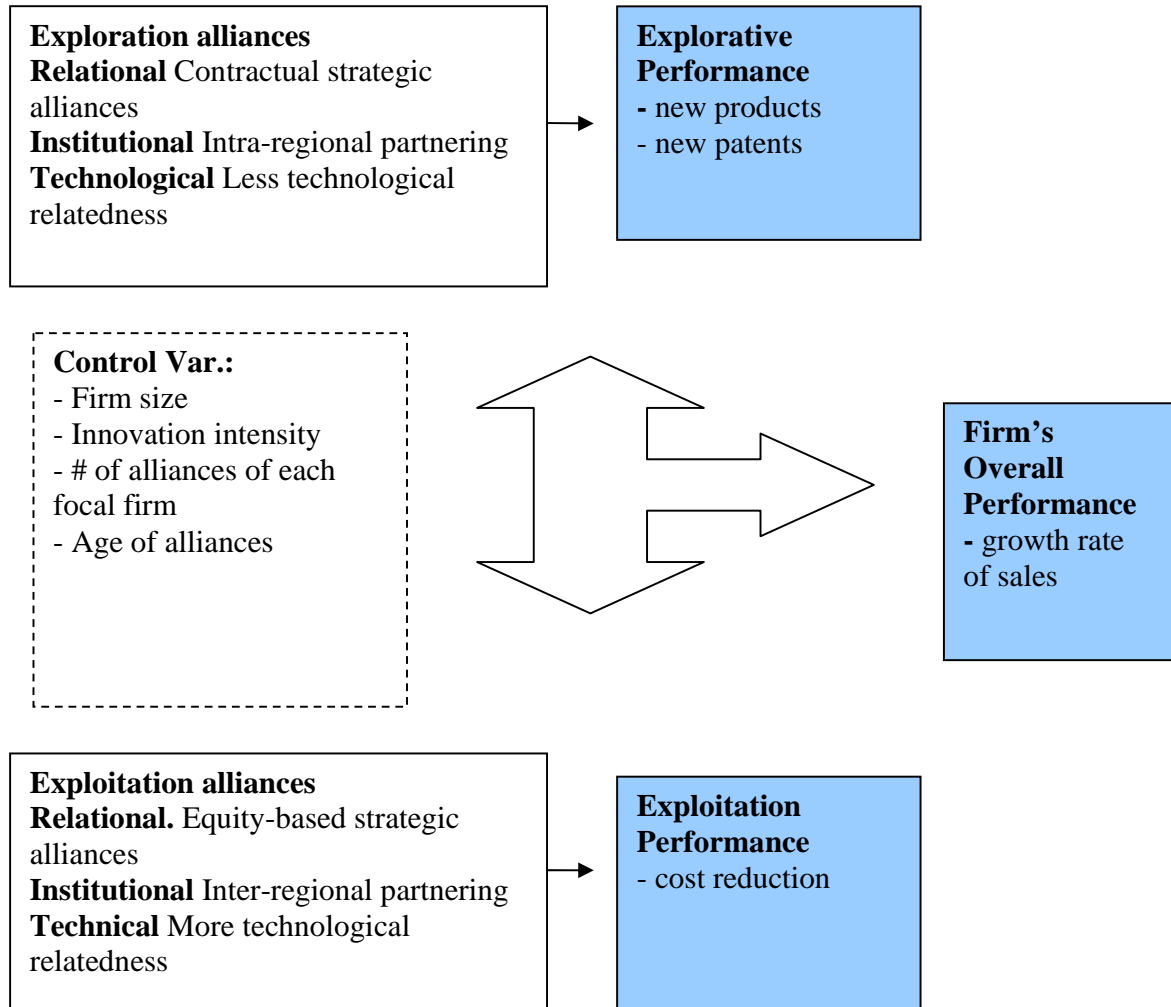 Exploration alliances
Relational Contractual strategic
alliances
Institutional Intra-regional partnering
Technological Less technological
relatedness
Explorative
Performance
- new products
- new patents
Control Var.:
- Firm size
- Innovation intensity
- # of alliances of each
focal firm
- Age of alliances
Firm’s
Overall
Performance
- growth rate
of sales
Exploitation alliances
Relational. Equity-based strategic
alliances
Institutional Inter-regional partnering
Technical More technological
relatedness
Exploitation
Performance
- cost reduction